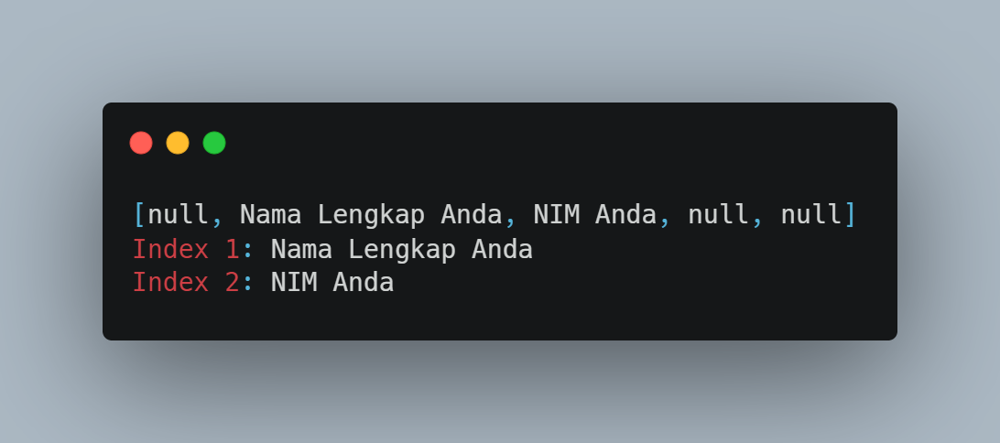 [null, Nama Lengkap Anda, NIM Anda, null, null]
Index 1: Nama Lengkap Anda
Index 2: NIM Anda